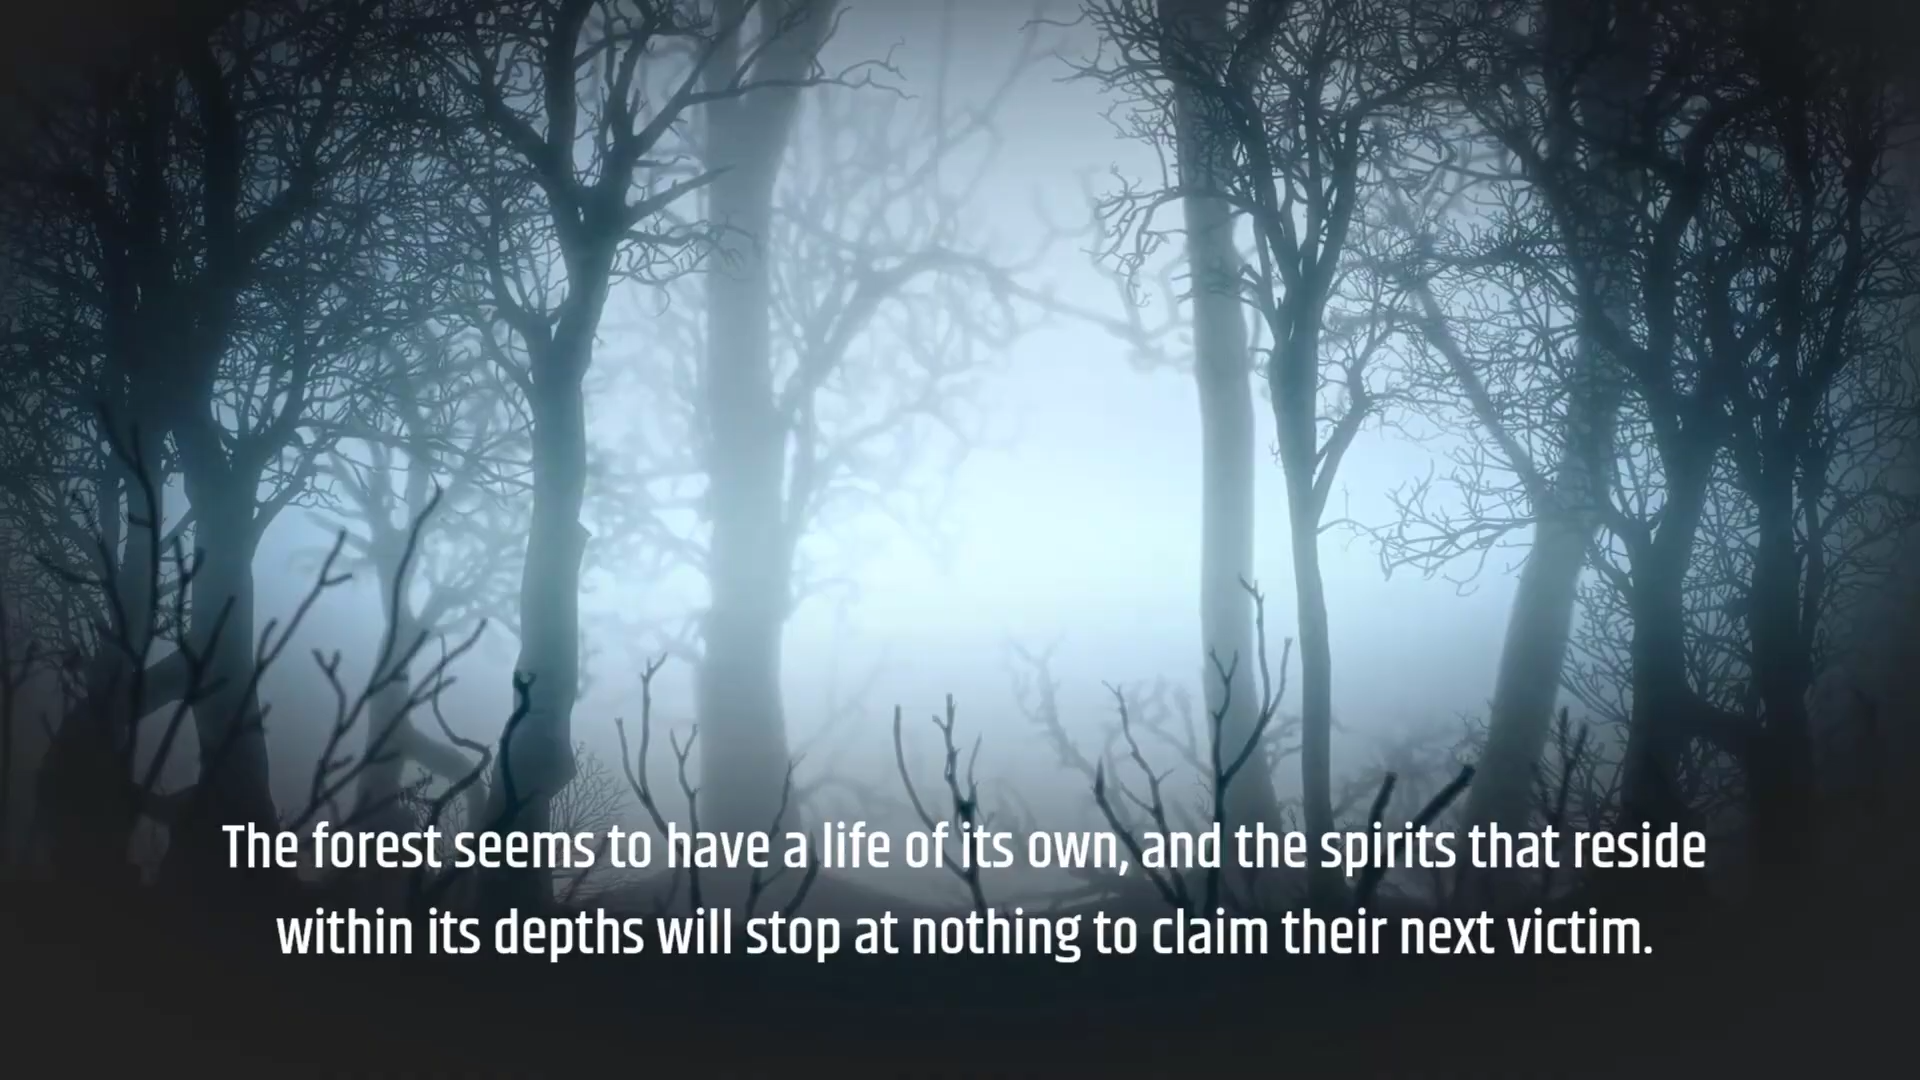 The forest seems to have a life of its own, and the spirits that reside
within its depths will stop at nothing to claim their next victim.